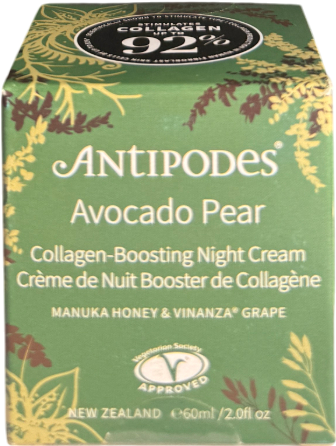 STIMULATES
COLLAGEN
UP TO
92%
ANTIPODES®
Avocado Pear
Collagen-Boosting Night Cream
Crème de Nuit Booster de Collagène
MANUKA HONEY & VINANZA® GRAPE
Vegetarian Society
V
APPROVED
NEW ZEALAND ℮60ml/2.0fl oz